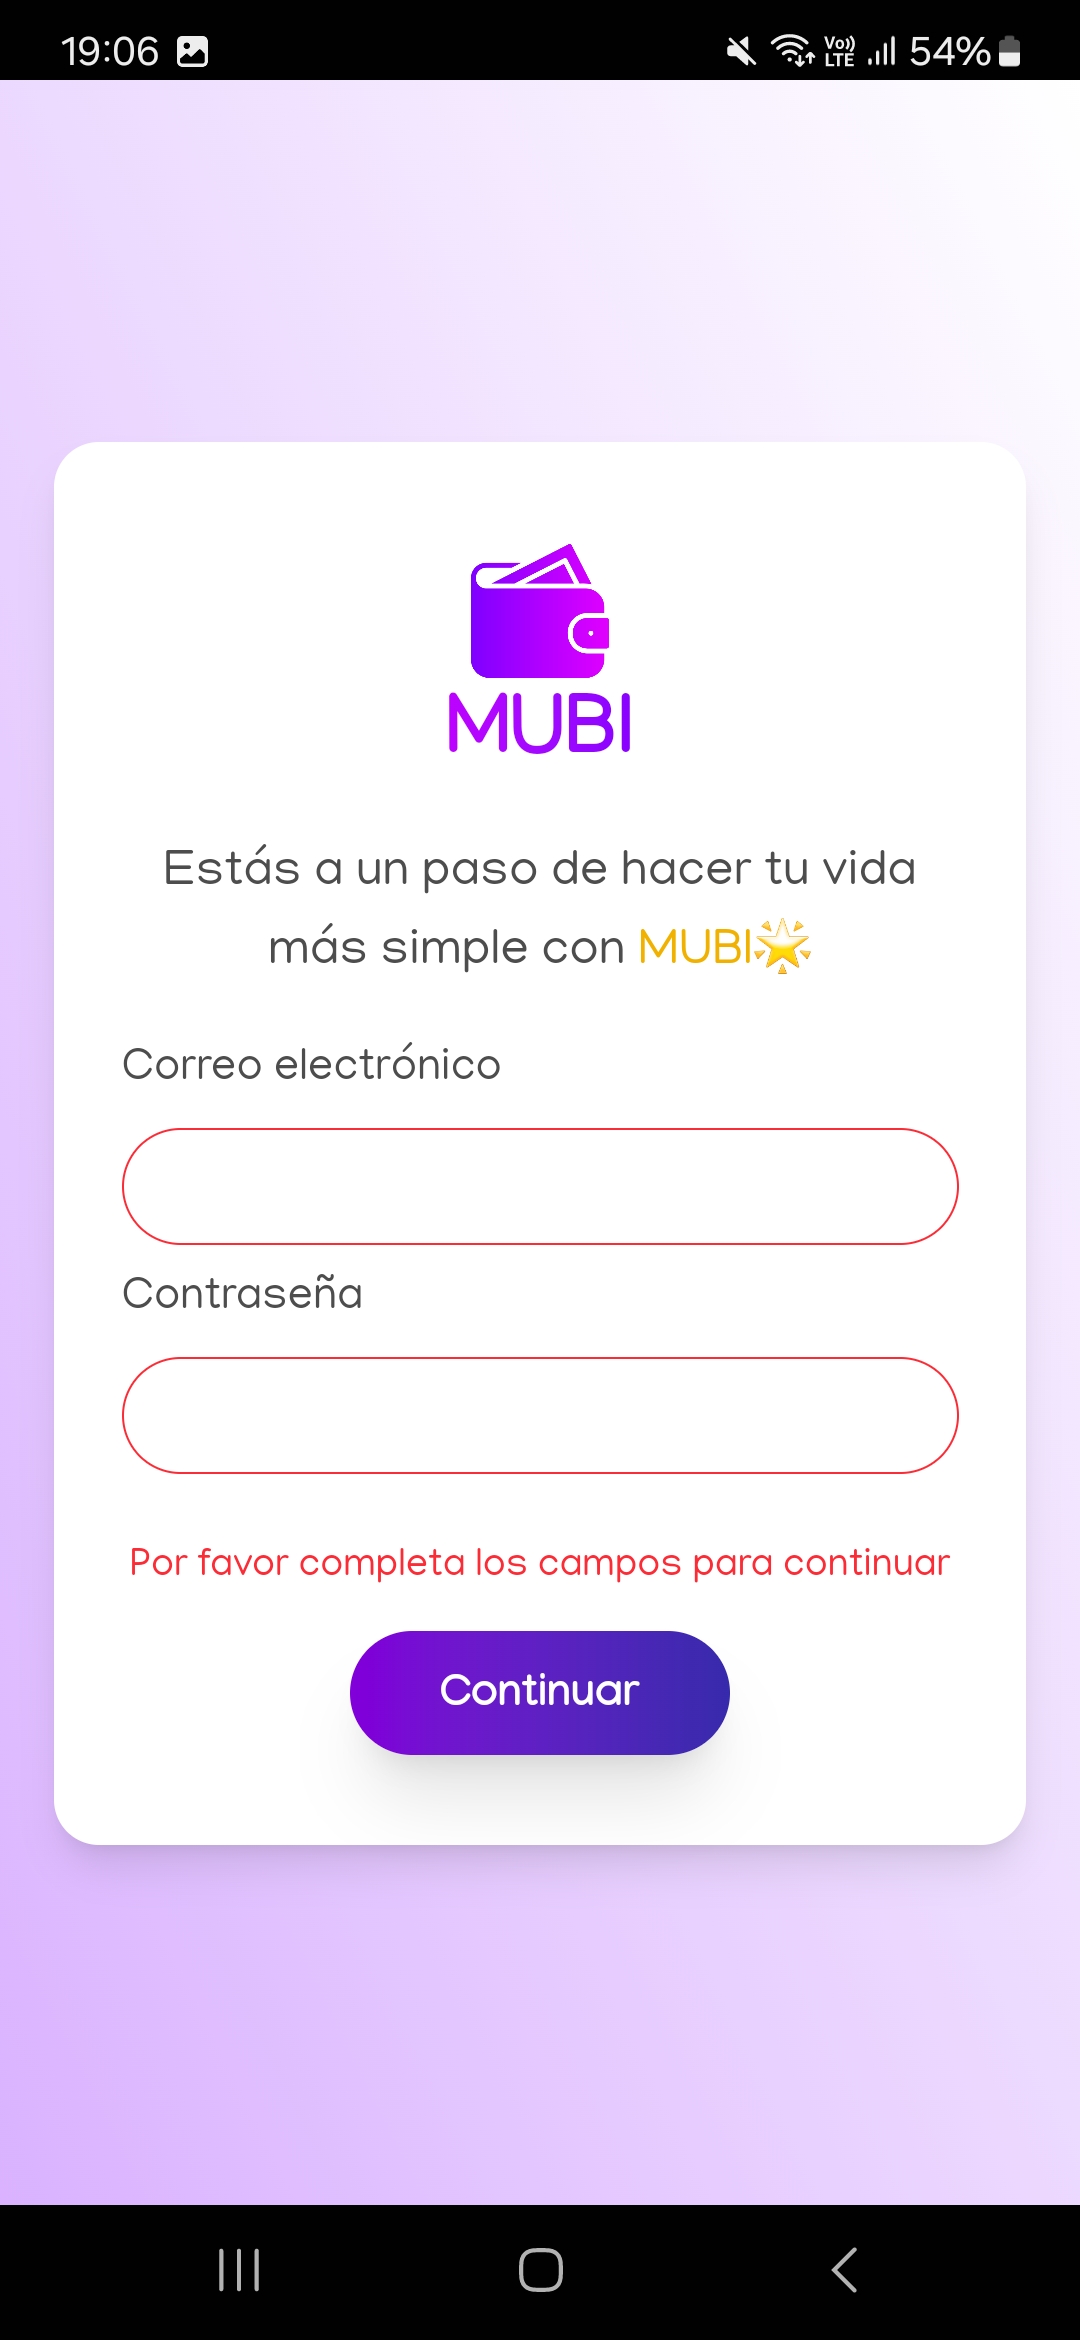 19:06 Vo)) LTE 54%
MUBI
Estás a un paso de hacer tu vida
más simple con MUBI🌟
Correo electrónico
Contraseña
Por favor completa los campos para continuar
Continuar